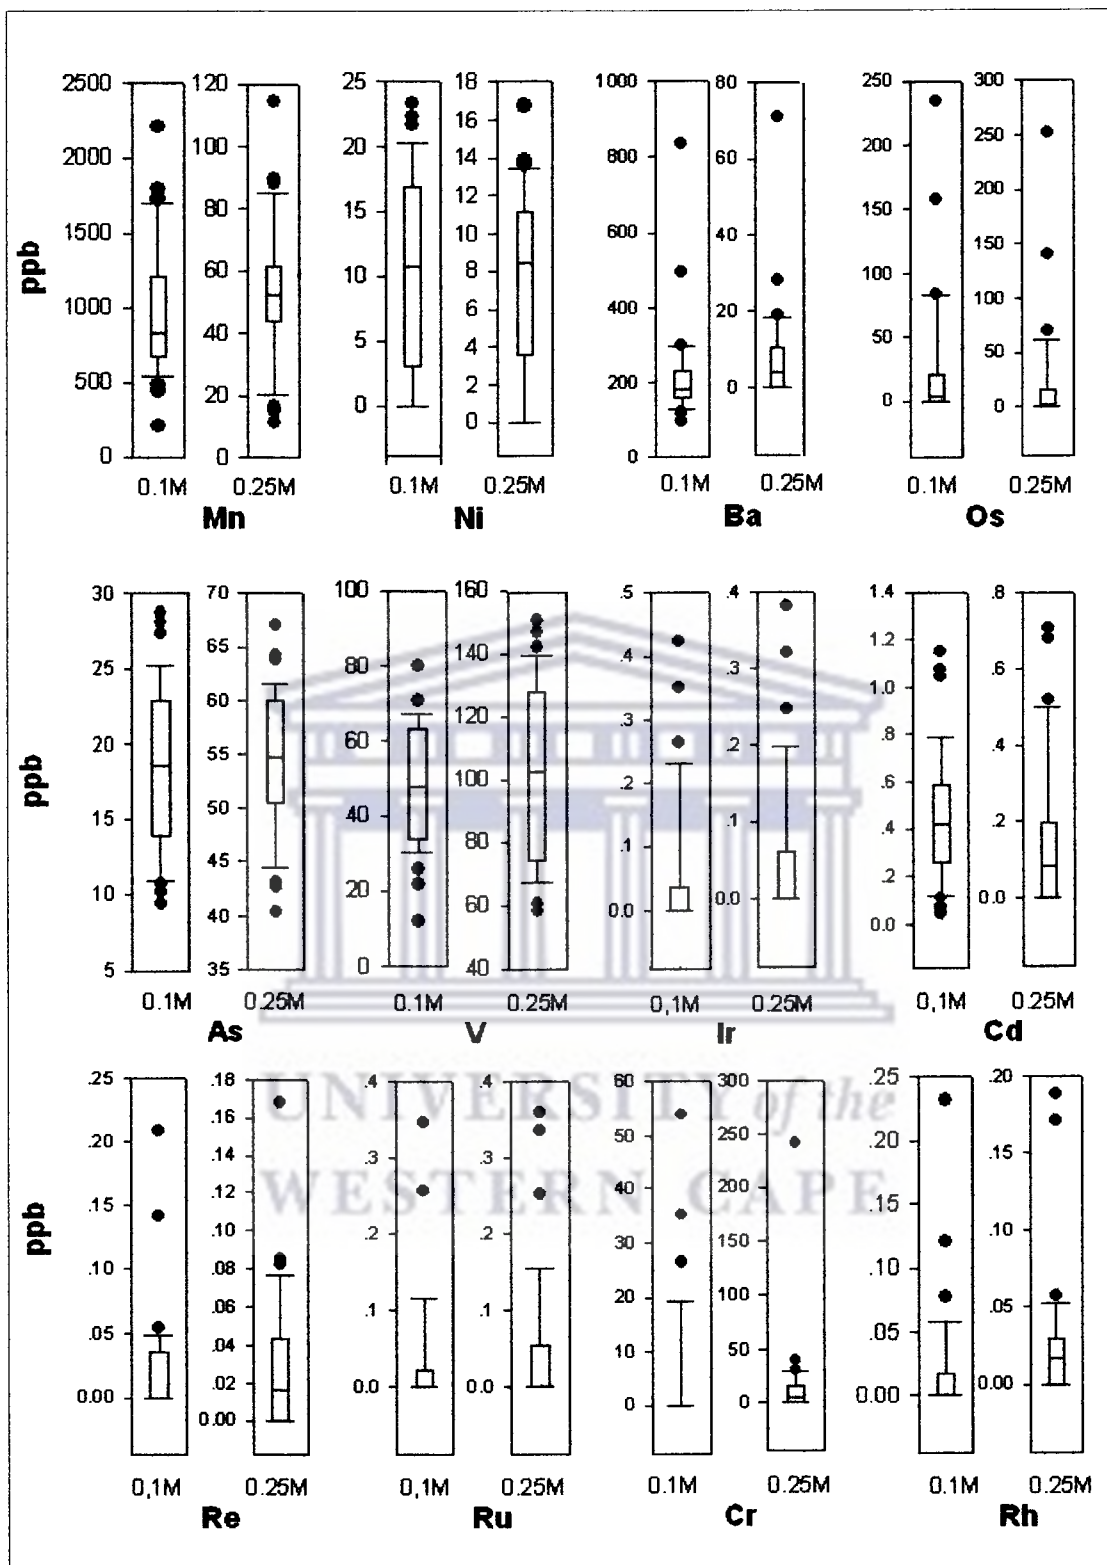 ppb
2500 2000 1500 1000 500 0
120 100 80 60 40 20 0
25 20 15 10 5 0
18 16 14 12 10 8 6 4 2 0
1000 800 600 400 200 0
80 60 40 20 0
250 200 150 100 50 0
300 250 200 150 100 50 0
0.1M 0.25M 0.1M 0.25M 0.1M 0.25M 0.1M 0.25M
Mn Ni Ba Os
ppb
30 25 20 15 10 5
70 65 60 55 50 45 40 35
100 80 60 40 20 0
160 140 120 100 80 60 40
.5 .4 .3 .2 .1 0.0
.4 .3 .2 .1 0.0
1.4 1.2 1.0 .8 .6 .4 .2 0.0
.8 .6 .4 .2 0.0
0.1M 0.25M 0.1M 0.25M 0,1M 0.25M 0,1M 0.25M
As V Ir Cd
UNIVERSITY of the
WESTERN CAPE
ppb
.25 .20 .15 .10 .05 0.00
.18 .16 .14 .12 .10 .08 .06 .04 .02 0.00
.4 .3 .2 .1 0.0
.4 .3 .2 .1 0.0
60 50 40 30 20 10 0
300 250 200 150 100 50 0
.25 .20 .15 .10 .05 0.00
.20 .15 .10 .05 0.00
0,1M 0.25M 0,1M 0.25M 0.1M 0.25M 0.1M 0.25M
Re Ru Cr Rh